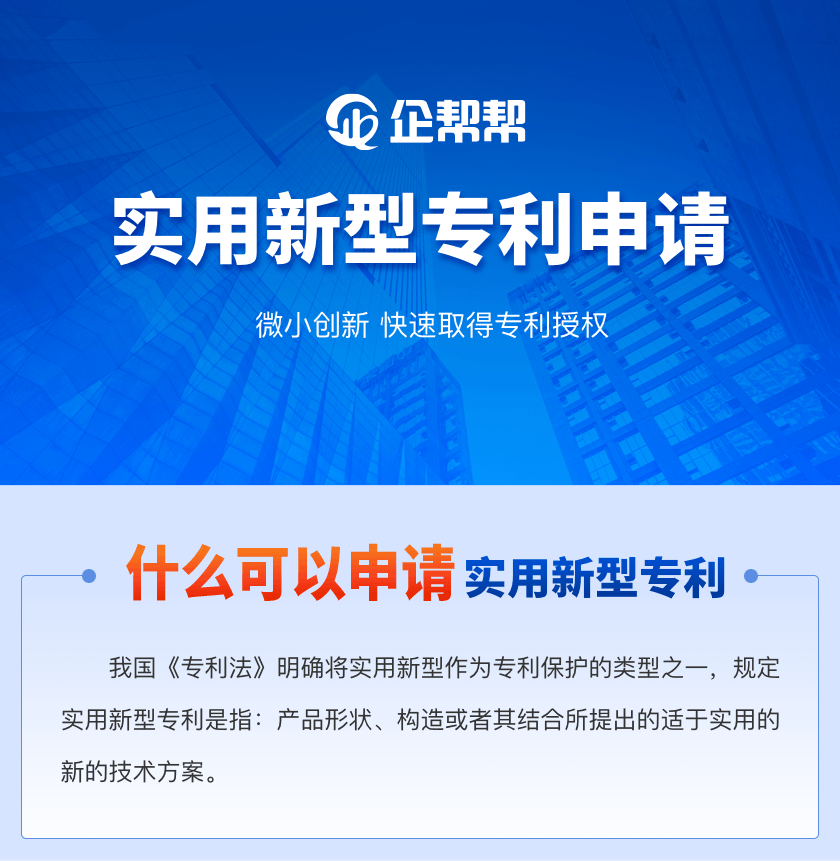 企帮帮
实用新型专利申请
微小创新 快速取得专利授权
什么可以申请实用新型专利
我国《专利法》明确将实用新型作为专利保护的类型之一，规定
实用新型专利是指：产品形状、构造或者其结合所提出的适于实用的
新的技术方案。